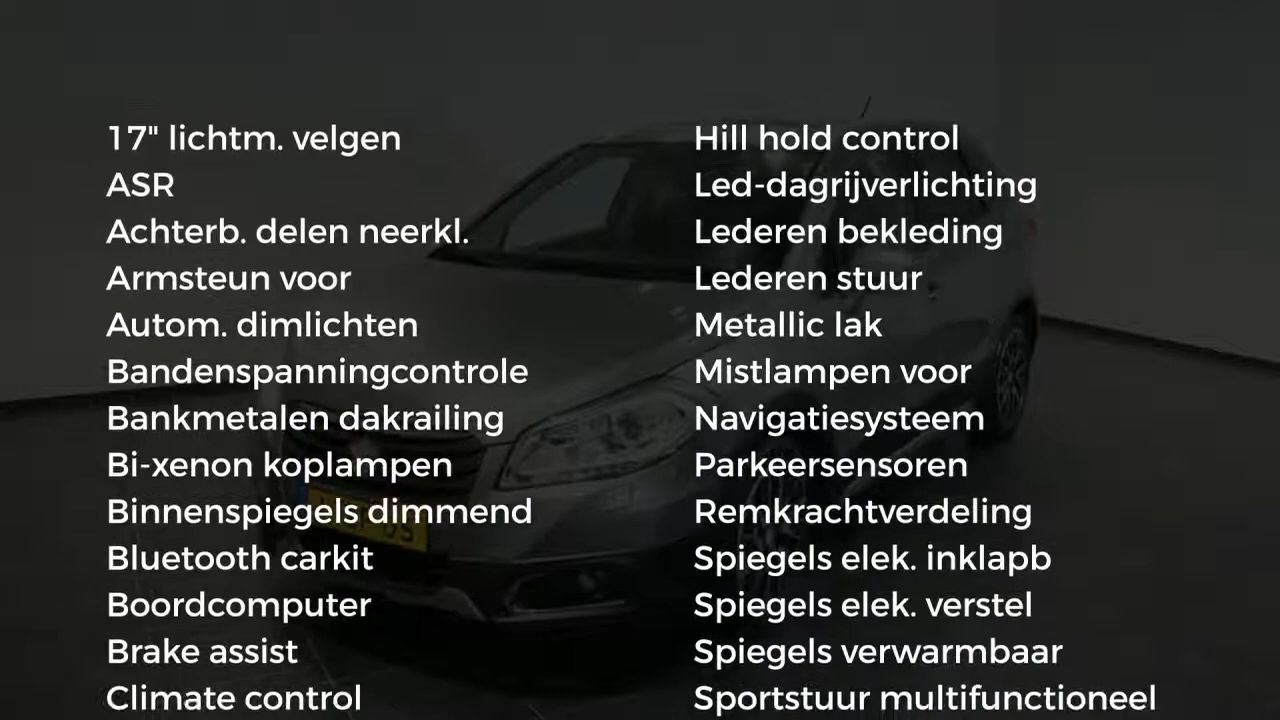 17" lichtm. velgen
ASR
Achterb. delen neerkl.
Armsteun voor
Autom. dimlichten
Bandenspanningcontrole
Bankmetalen dakrailing
Bi-xenon koplampen
Binnenspiegels dimmend
Bluetooth carkit
Boordcomputer
Brake assist
Climate control
Hill hold control
Led-dagrijverlichting
Lederen bekleding
Lederen stuur
Metallic lak
Mistlampen voor
Navigatiesysteem
Parkeersensoren
Remkrachtverdeling
Spiegels elek. inklapb
Spiegels elek. verstel
Spiegels verwarmbaar
Sportstuur multifunctioneel